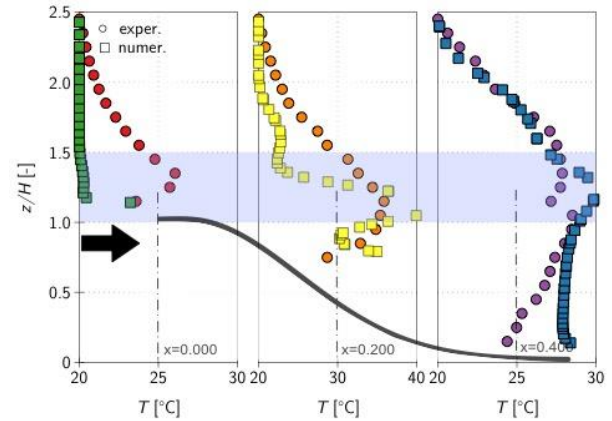 2.5
2.0
1.5
1.0
0.5
0
z/H [-]
exper.
numer.
x=0.000
x=0.200
x=0.400
20 25 30
20 30 40
20 25 30
T [°C]
T [°C]
T [°C]